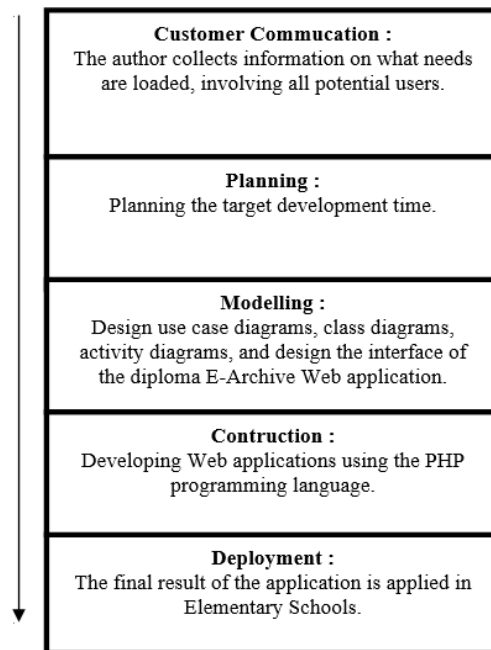 Customer Commucation :
The author collects information on what needs
are loaded, involving all potential users.
Planning :
Planning the target development time.
Modelling :
Design use case diagrams, class diagrams,
activity diagrams, and design the interface of
the diploma E-Archive Web application.
Contruction :
Developing Web applications using the PHP
programming language.
Deployment :
The final result of the application is applied in
Elementary Schools.